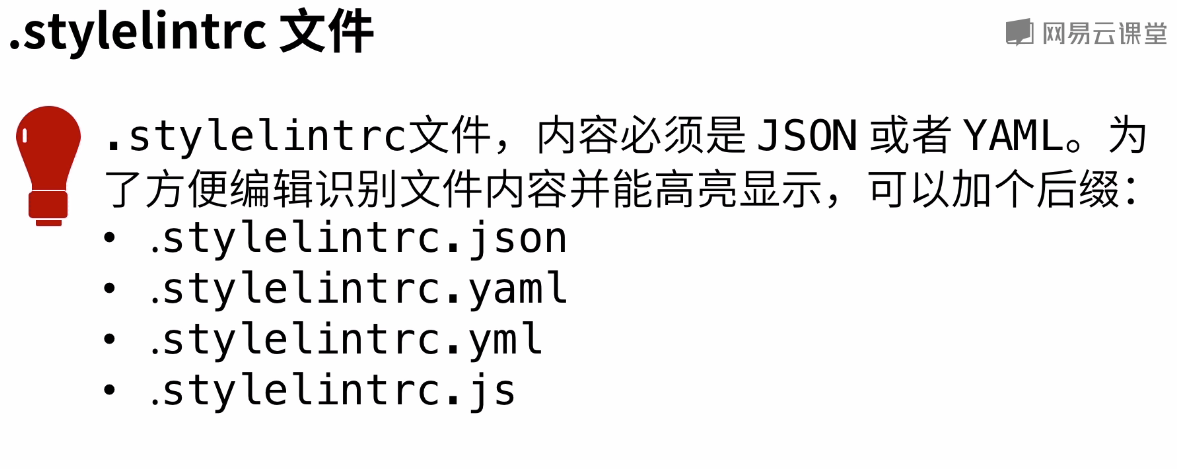 .stylelintrc 文件
网易云课堂
.stylelintrc文件，内容必须是 JSON 或者 YAML。为
了方便编辑识别文件内容并能高亮显示，可以加个后缀：
• .stylelintrc.json
• .stylelintrc.yaml
• .stylelintrc.yml
• .stylelintrc.js